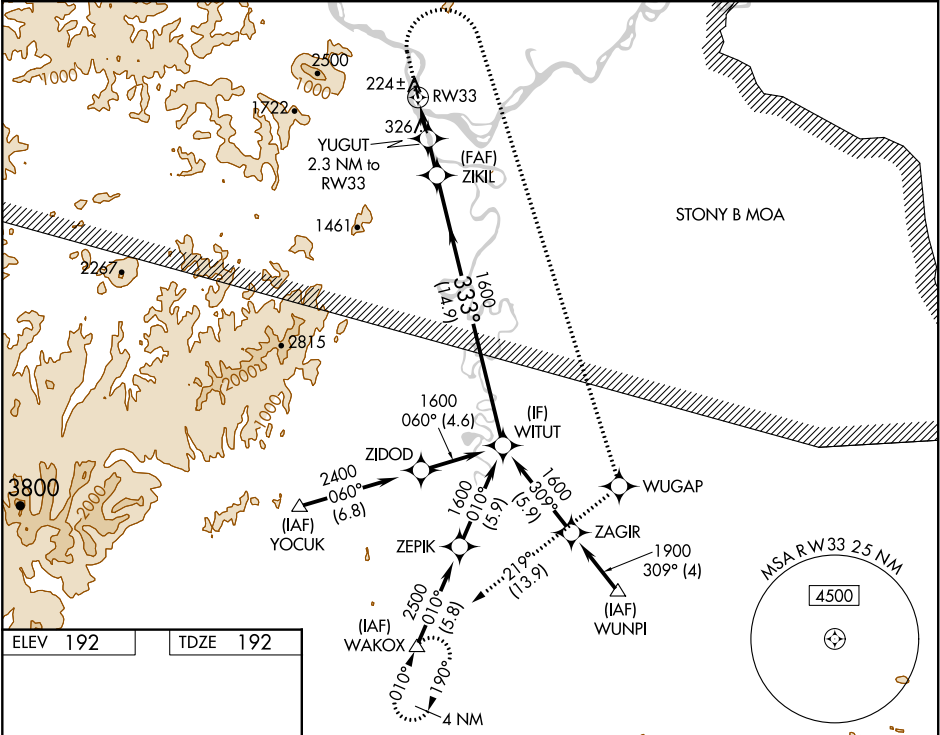 2500
1000
224±
RW33
1722
326
YUGUT
2.3 NM to
RW33
(FAF)
ZIKIL
1461
STONY B MOA
2267
1600
333°
(14.9)
2815
2000
1000
1600
060° (4.6)
(IF)
WITUT
ZIDOD
2400
060°
(6.8)
(IAF)
YOCUK
3800
2000
1600
010°
(5.9)
1600
309°
(5.9)
WUGAP
ZEPIK
ZAGIR
219°
(13.9)
1900
309° (4)
(IAF)
WUNPI
2500
010°
(5.8)
(IAF)
WAKOX
010°
190°
4 NM
MSA RW33 25 NM
4500
ELEV 192
TDZE 192
1000